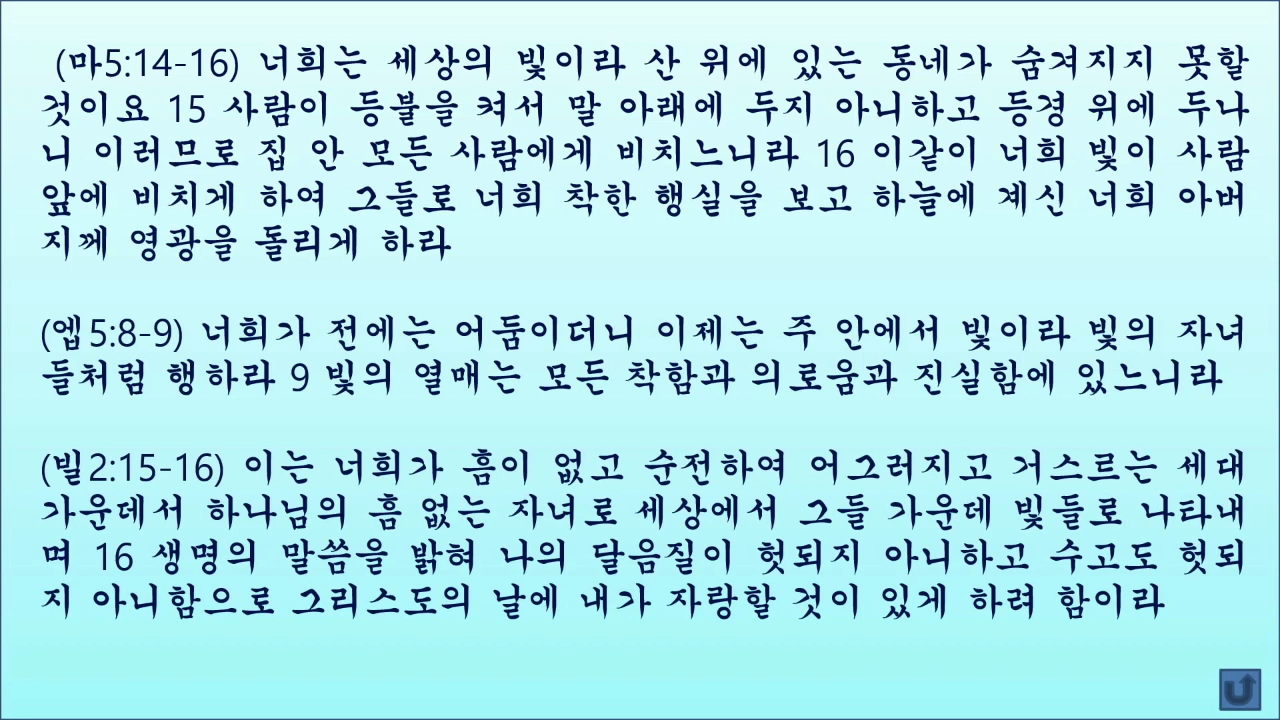 (마5:14-16) 너희는 세상의 빛이라 산 위에 있는 동네가 숨겨지지 못할
것이요 15 사람이 등불을 켜서 말 아래에 두지 아니하고 등경 위에 두나
니 이러므로 집 안 모든 사람에게 비치느니라 16 이같이 너희 빛이 사람
앞에 비치게 하여 그들로 너희 착한 행실을 보고 하늘에 계신 너희 아버
지께 영광을 돌리게 하라
(엡5:8-9) 너희가 전에는 어둠이더니 이제는 주 안에서 빛이라 빛의 자녀
들처럼 행하라 9 빛의 열매는 모든 착함과 의로움과 진실함에 있느니라
(빌2:15-16) 이는 너희가 흠이 없고 순전하여 어그러지고 거스르는 세대
가운데서 하나님의 흠 없는 자녀로 세상에서 그들 가운데 빛들로 나타내
며 16 생명의 말씀을 밝혀 나의 달음질이 헛되지 아니하고 수고도 헛되
지 아니함으로 그리스도의 날에 내가 자랑할 것이 있게 하려 함이라